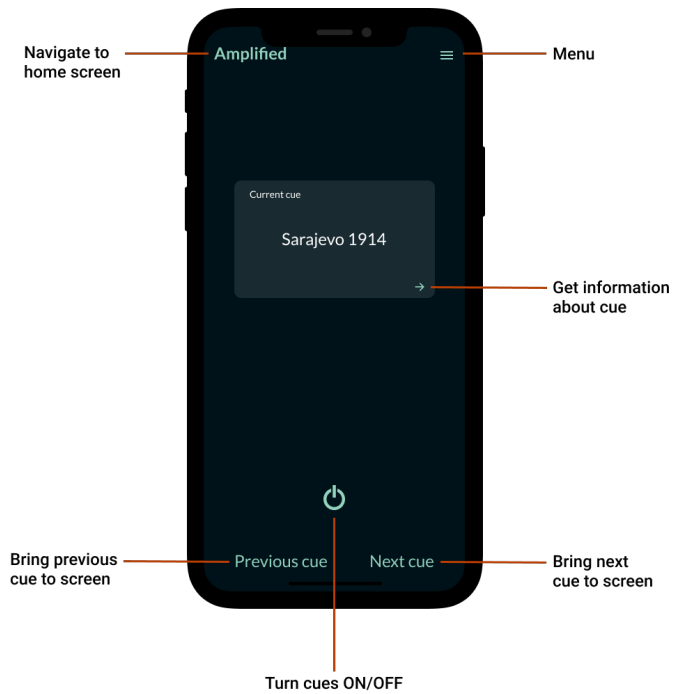 Navigate to
home screen
Amplified
Menu
Current cue
Sarajevo 1914
Get information
about cue
Bring previous
cue to screen
Previous cue
Next cue
Bring next
cue to screen
Turn cues ON/OFF